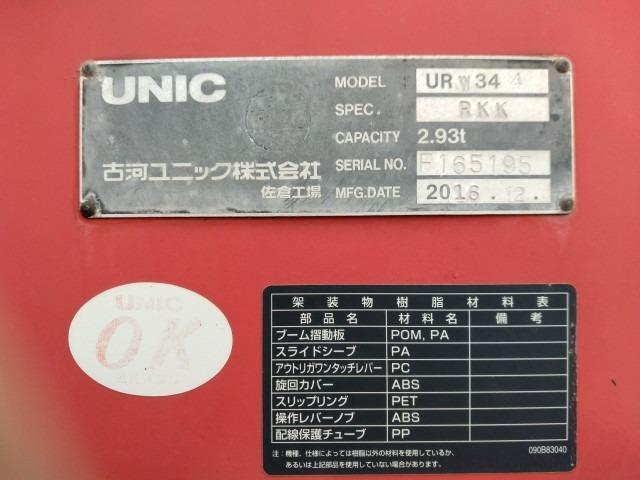 UNIC
MODEL URW344
SPEC. RKK
CAPACITY 2.93t
古河ユニック株式会社
佐倉工場
SERIAL NO. F165195
MFG.DATE 2016.12.
UNIC
OK
架装物樹脂材料表
部品名 材料名 備考
ブーム摺動板 POM, PA
スライドシーブ PA
アウトリガワンタッチレバー PC
旋回カバー ABS
スリップリング PET
操作レバーノブ ABS
配線保護チューブ PP
注：機種、仕様によっては樹脂以外の材料を使用しているか、
あるいは上記部品を使用していない場合があります。
090B83040